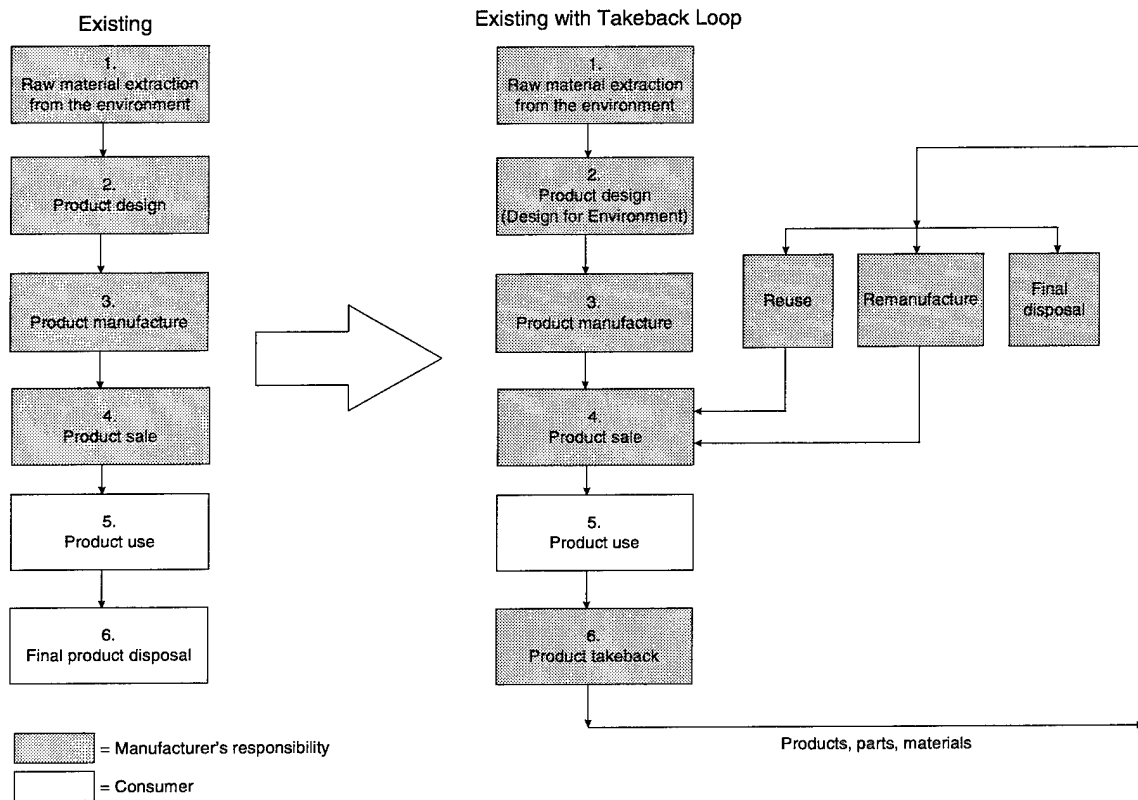 Existing
1.
Raw material extraction
from the environment
2.
Product design
3.
Product manufacture
4.
Product sale
5.
Product use
6.
Final product disposal
Existing with Takeback Loop
1.
Raw material extraction
from the environment
2.
Product design
(Design for Environment)
3.
Product manufacture
4.
Product sale
5.
Product use
6.
Product takeback
Reuse
Remanufacture
Final
disposal
Products, parts, materials
= Manufacturer's responsibility
= Consumer